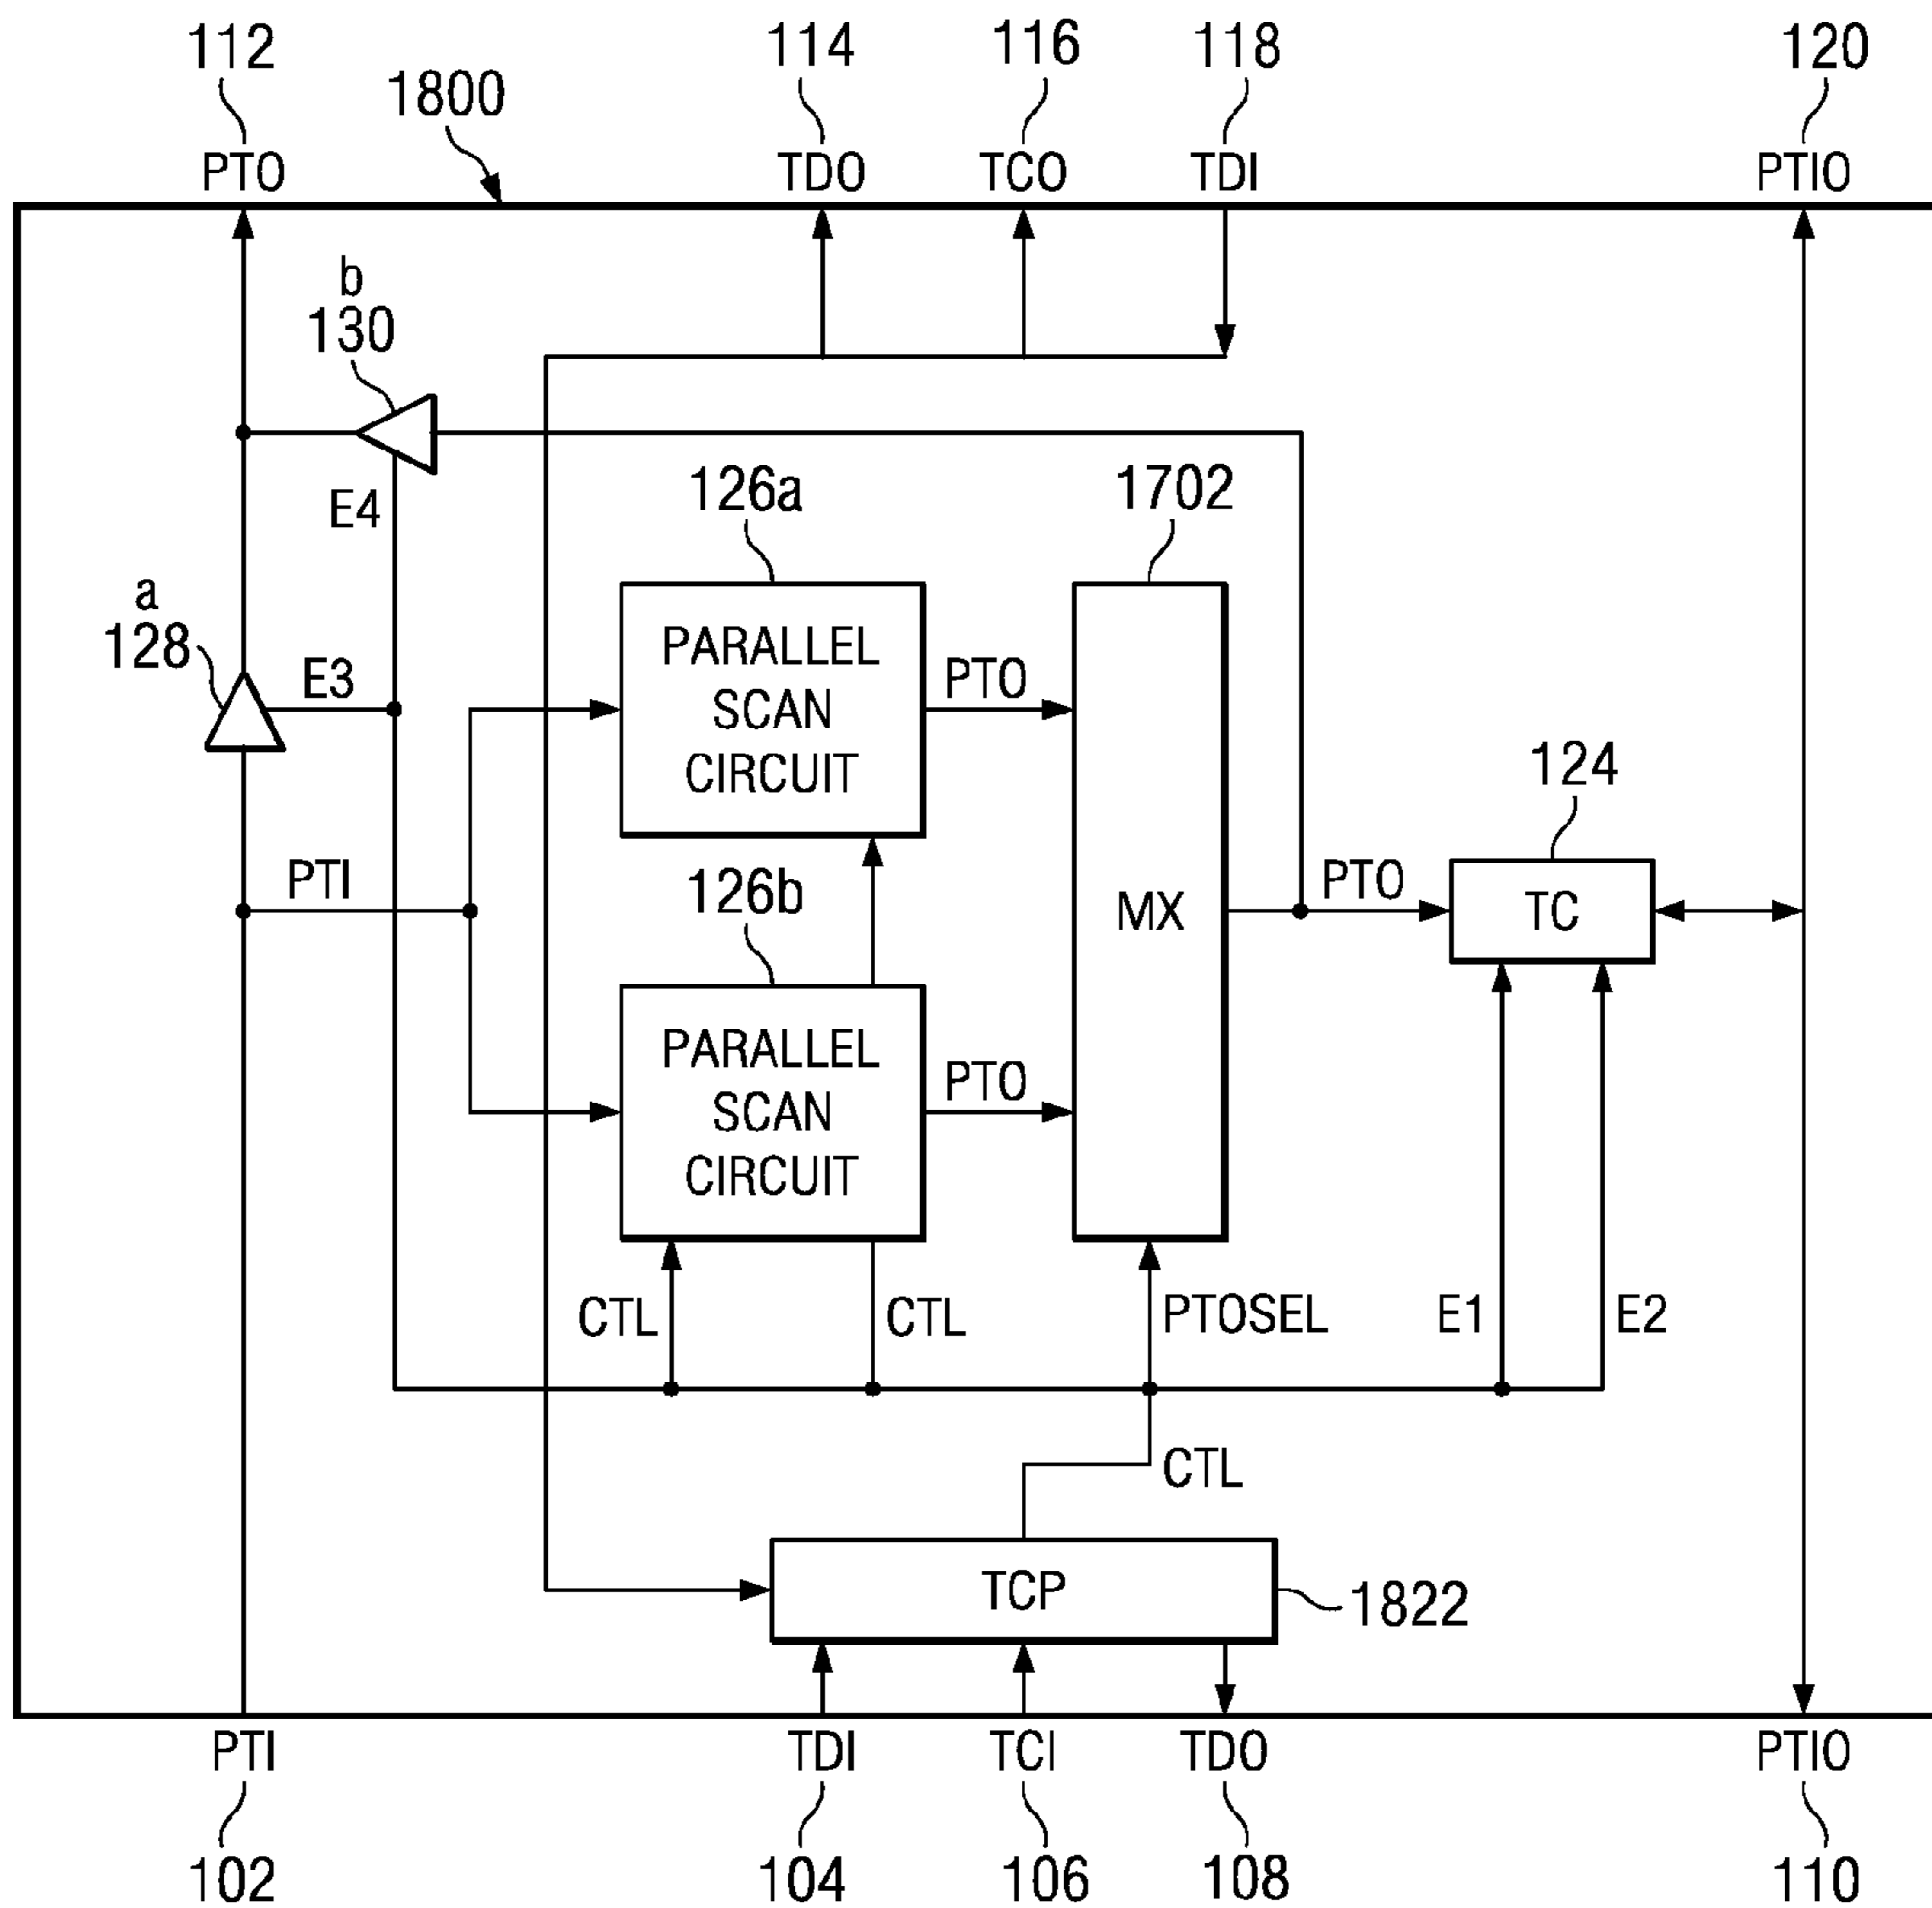 112
114
116
118
120
1800
PTO
TDO
TCO
TDI
PTIO
b
130
E4
126a
1702
a
128
E3
PARALLEL
SCAN
CIRCUIT
PTO
124
PTI
126b
MX
PTO
TC
PARALLEL
SCAN
CIRCUIT
PTO
CTL
CTL
PTOSEL
E1
E2
CTL
TCP
1822
PTI
TDI
TCI
TDO
PTIO
102
104
106
108
110